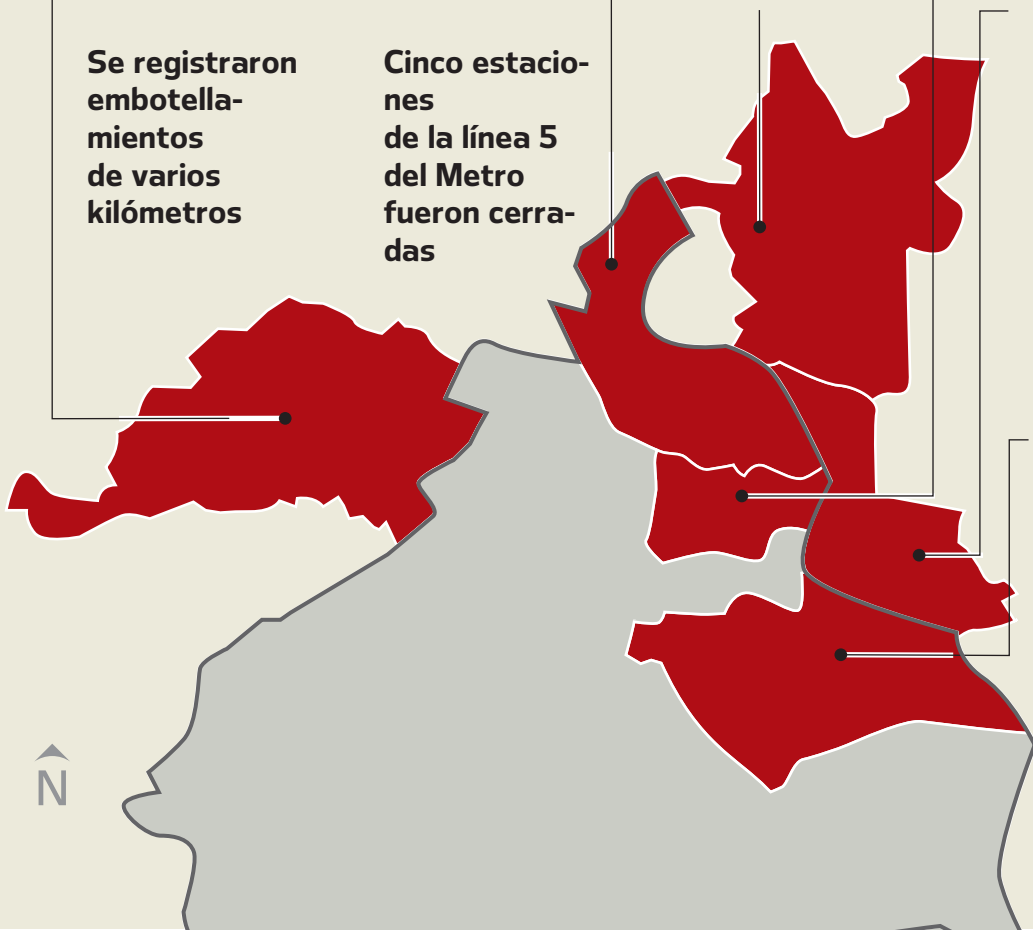 Se registraron
embotella-
mientos
de varios
kilómetros
Cinco estacio-
nes
de la línea 5
del Metro
fueron cerra-
das
N